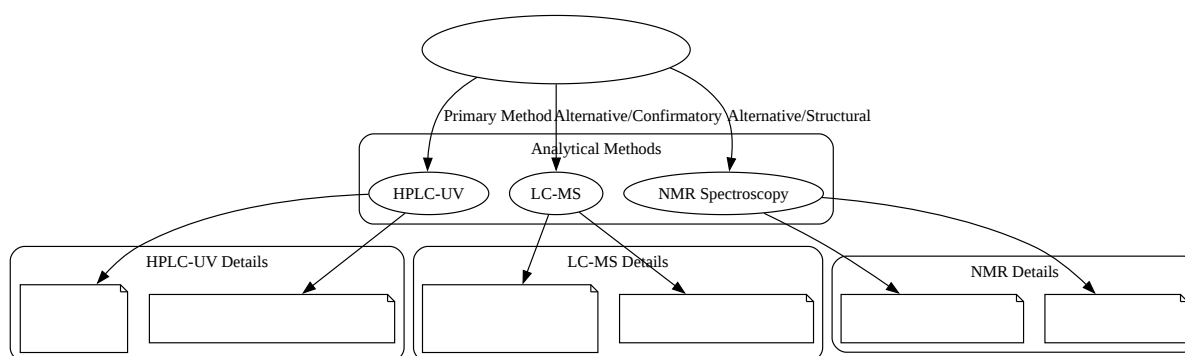 Primary Method
Alternative/Confirmatory
Alternative/Structural
Analytical Methods
HPLC-UV
LC-MS
NMR Spectroscopy
HPLC-UV Details
LC-MS Details
NMR Details